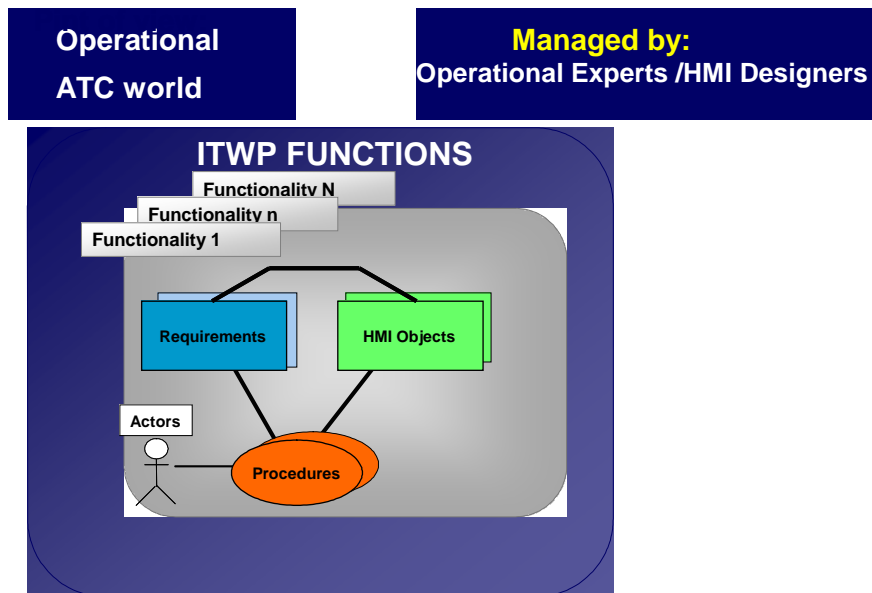 Operational
ATC world
Managed by:
Operational Experts /HMI Designers
ITWP FUNCTIONS
Functionality N
Functionality n
Functionality 1
Requirements
HMI Objects
Actors
Procedures